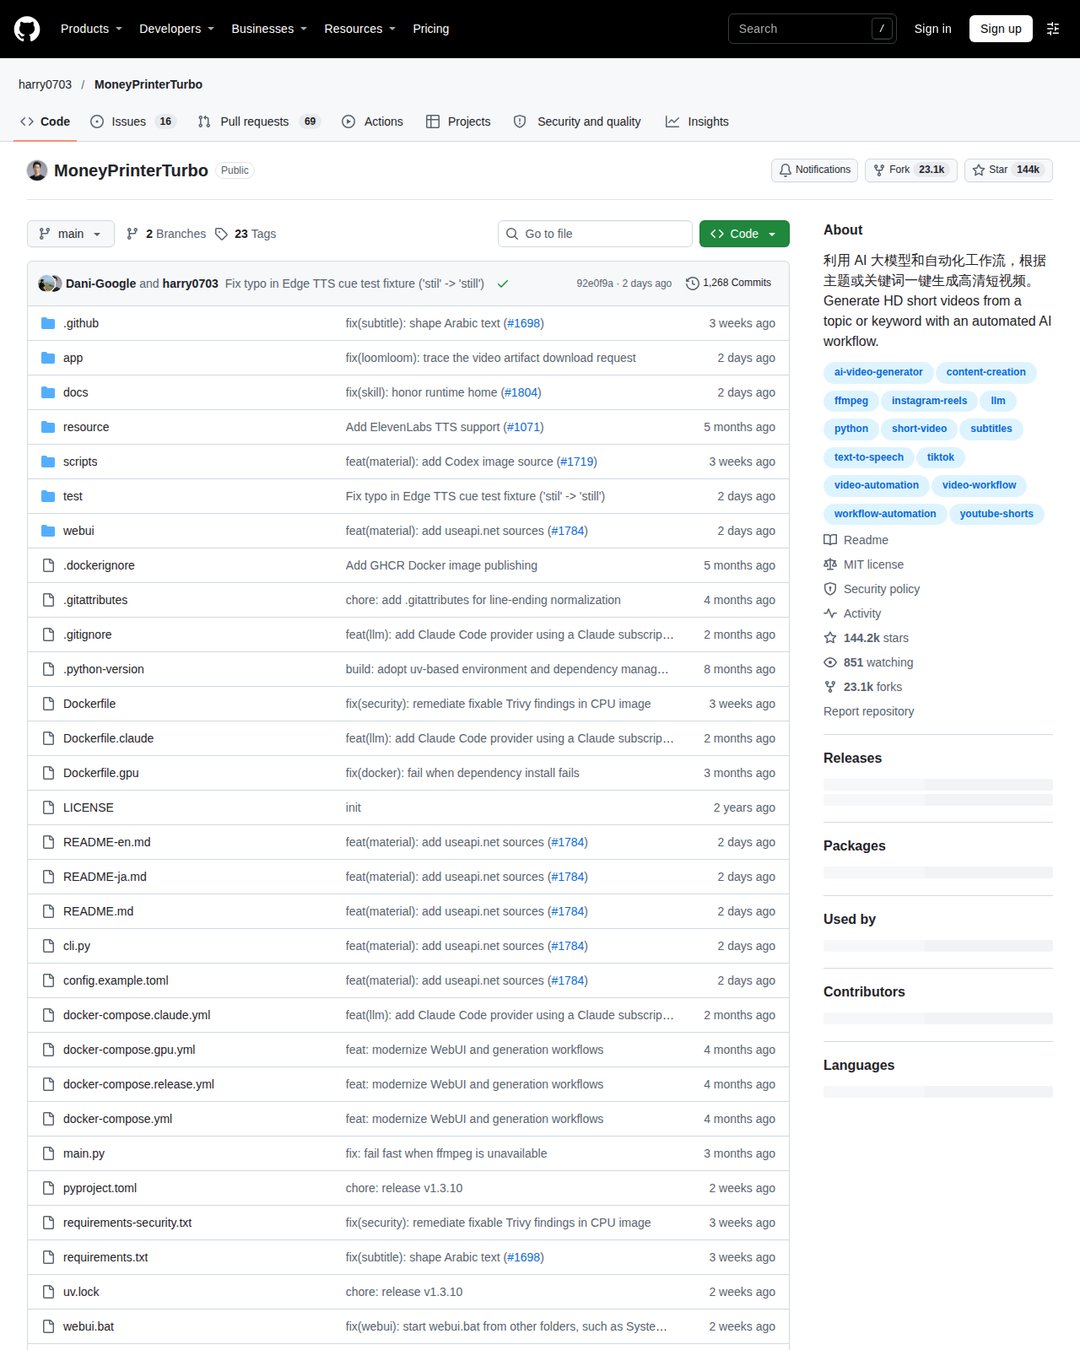 Products Developers Businesses Resources Pricing Search / Sign in Sign up
harry0703 / MoneyPrinterTurbo
Code Issues 16 Pull requests 69 Actions Projects Security and quality Insights
MoneyPrinterTurbo Public Notifications Fork 23.1k Star 144k
main 2 Branches 23 Tags Go to file Code
Dani-Google and harry0703 Fix typo in Edge TTS cue test fixture ('stil' -> 'still') 92e0f9a · 2 days ago 1,268 Commits
.github fix(subtitle): shape Arabic text (#1698) 3 weeks ago
app fix(loomloom): trace the video artifact download request 2 days ago
docs fix(skill): honor runtime home (#1804) 2 days ago
resource Add ElevenLabs TTS support (#1071) 5 months ago
scripts feat(material): add Codex image source (#1719) 3 weeks ago
test Fix typo in Edge TTS cue test fixture ('stil' -> 'still') 2 days ago
webui feat(material): add useapi.net sources (#1784) 2 days ago
.dockerignore Add GHCR Docker image publishing 5 months ago
.gitattributes chore: add .gitattributes for line-ending normalization 4 months ago
.gitignore feat(llm): add Claude Code provider using a Claude subscrip… 2 months ago
.python-version build: adopt uv-based environment and dependency manag… 8 months ago
Dockerfile fix(security): remediate fixable Trivy findings in CPU image 3 weeks ago
Dockerfile.claude feat(llm): add Claude Code provider using a Claude subscrip… 2 months ago
Dockerfile.gpu fix(docker): fail when dependency install fails 3 months ago
LICENSE init 2 years ago
README-en.md feat(material): add useapi.net sources (#1784) 2 days ago
README-ja.md feat(material): add useapi.net sources (#1784) 2 days ago
README.md feat(material): add useapi.net sources (#1784) 2 days ago
cli.py feat(material): add useapi.net sources (#1784) 2 days ago
config.example.toml feat(material): add useapi.net sources (#1784) 2 days ago
docker-compose.claude.yml feat(llm): add Claude Code provider using a Claude subscrip… 2 months ago
docker-compose.gpu.yml feat: modernize WebUI and generation workflows 4 months ago
docker-compose.release.yml feat: modernize WebUI and generation workflows 4 months ago
docker-compose.yml feat: modernize WebUI and generation workflows 4 months ago
main.py fix: fail fast when ffmpeg is unavailable 3 months ago
pyproject.toml chore: release v1.3.10 2 weeks ago
requirements-security.txt fix(security): remediate fixable Trivy findings in CPU image 3 weeks ago
requirements.txt fix(subtitle): shape Arabic text (#1698) 3 weeks ago
uv.lock chore: release v1.3.10 2 weeks ago
webui.bat fix(webui): start webui.bat from other folders, such as Syste… 2 weeks ago
About
利用 AI 大模型和自动化工作流，根据
主题或关键词一键生成高清短视频。
Generate HD short videos from a
topic or keyword with an automated AI
workflow.
ai-video-generator content-creation
ffmpeg instagram-reels llm
python short-video subtitles
text-to-speech tiktok
video-automation video-workflow
workflow-automation youtube-shorts
Readme
MIT license
Security policy
Activity
144.2k stars
851 watching
23.1k forks
Report repository
Releases
Packages
Used by
Contributors
Languages